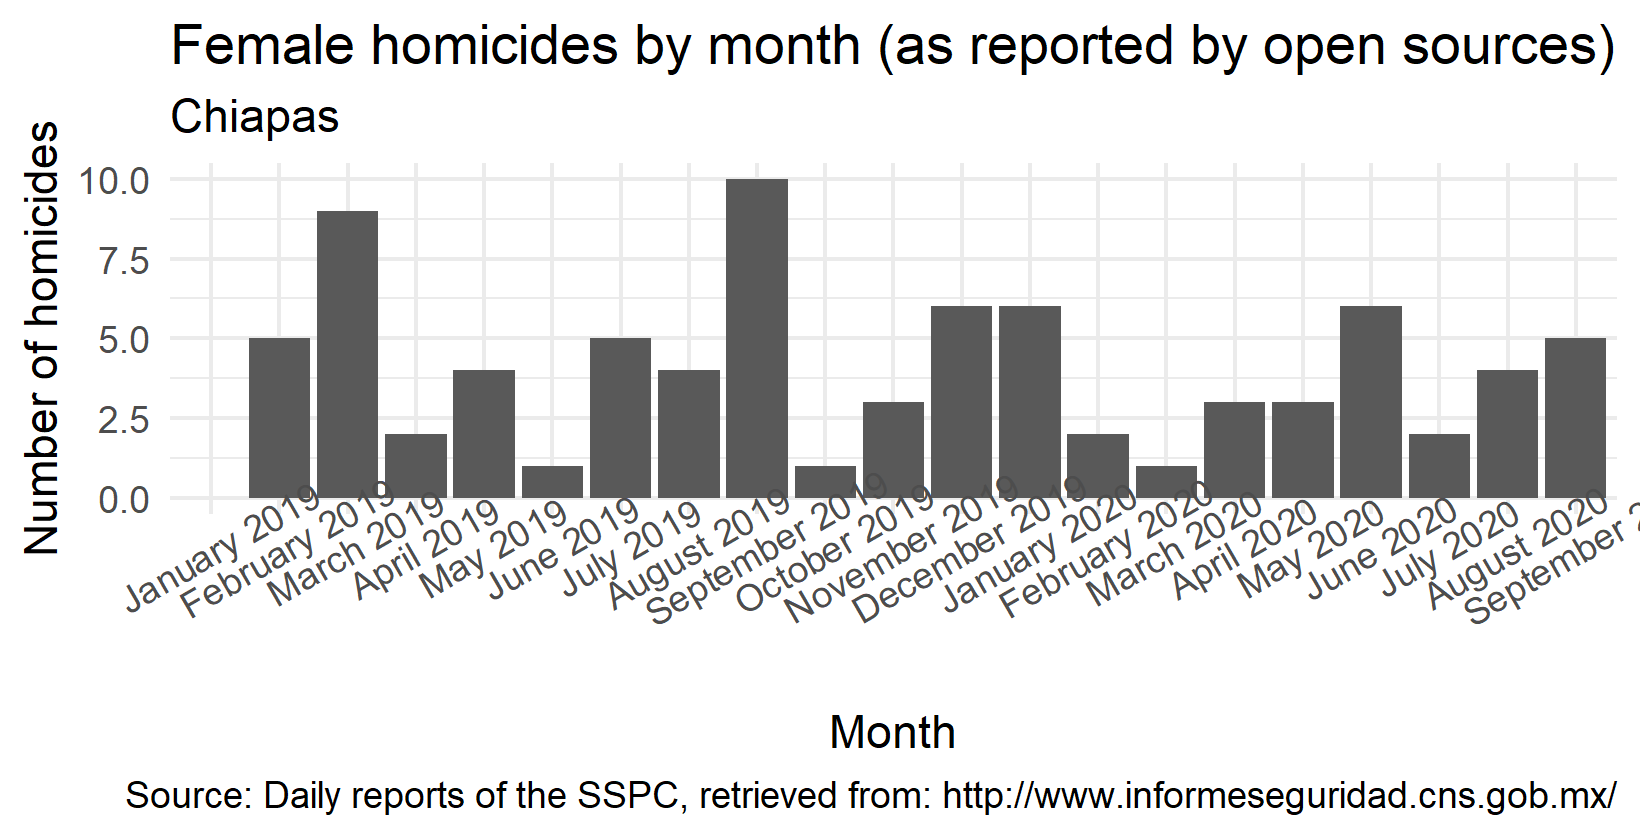 Female homicides by month (as reported by open sources)
Chiapas
Number of homicides
10.0
7.5
5.0
2.5
0.0
January 2019
February 2019
March 2019
April 2019
May 2019
June 2019
July 2019
August 2019
September 2019
October 2019
November 2019
December 2019
January 2020
February 2020
March 2020
April 2020
May 2020
June 2020
July 2020
August 2020
September 2
Month
Source: Daily reports of the SSPC, retrieved from: http://www.informeseguridad.cns.gob.mx/